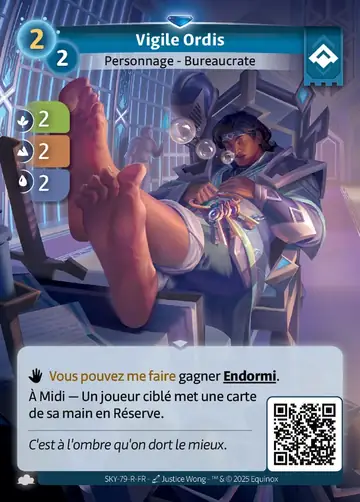 2
2
Vigile Ordis
Personnage - Bureaucrate
2
2
2
Vous pouvez me faire gagner Endormi.
À Midi — Un joueur ciblé met une carte
de sa main en Réserve.
C'est à l'ombre qu'on dort le mieux.
SKY-79-R-FR - Justice Wong - ™ & © 2025 Equinox